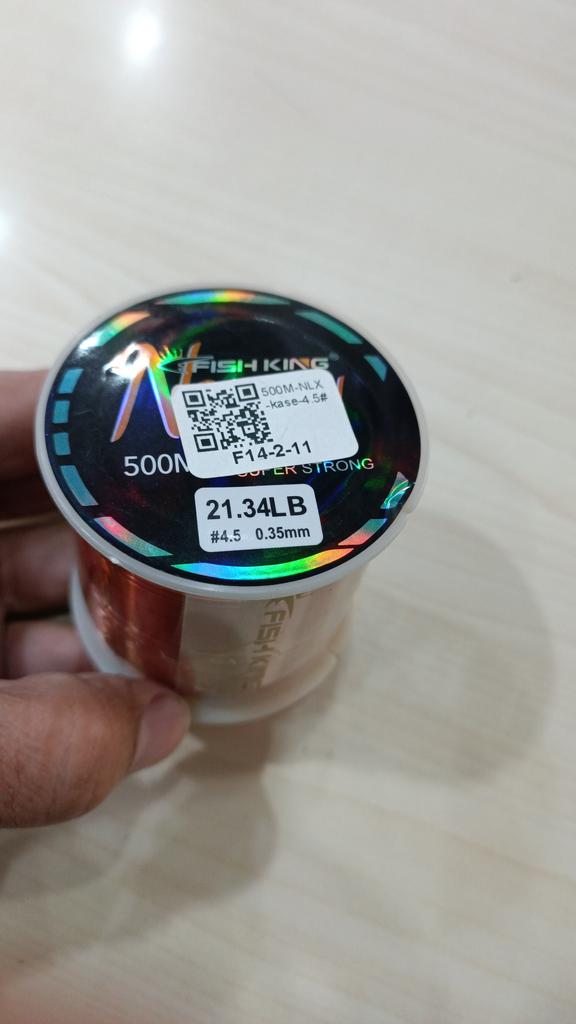 FISH KING®
500M-NLX
-kase-4.5#
F14-2-11
500M
SUPER STRONG
21.34LB
#4.5 0.35mm
FISH KING